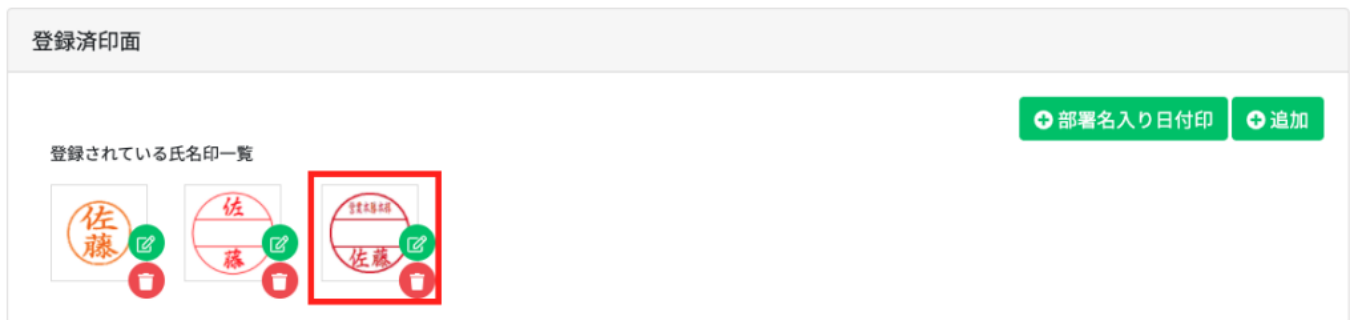 登録済印面
部署名入り日付印
追加
登録されている氏名印一覧
佐藤
佐
藤
佐藤